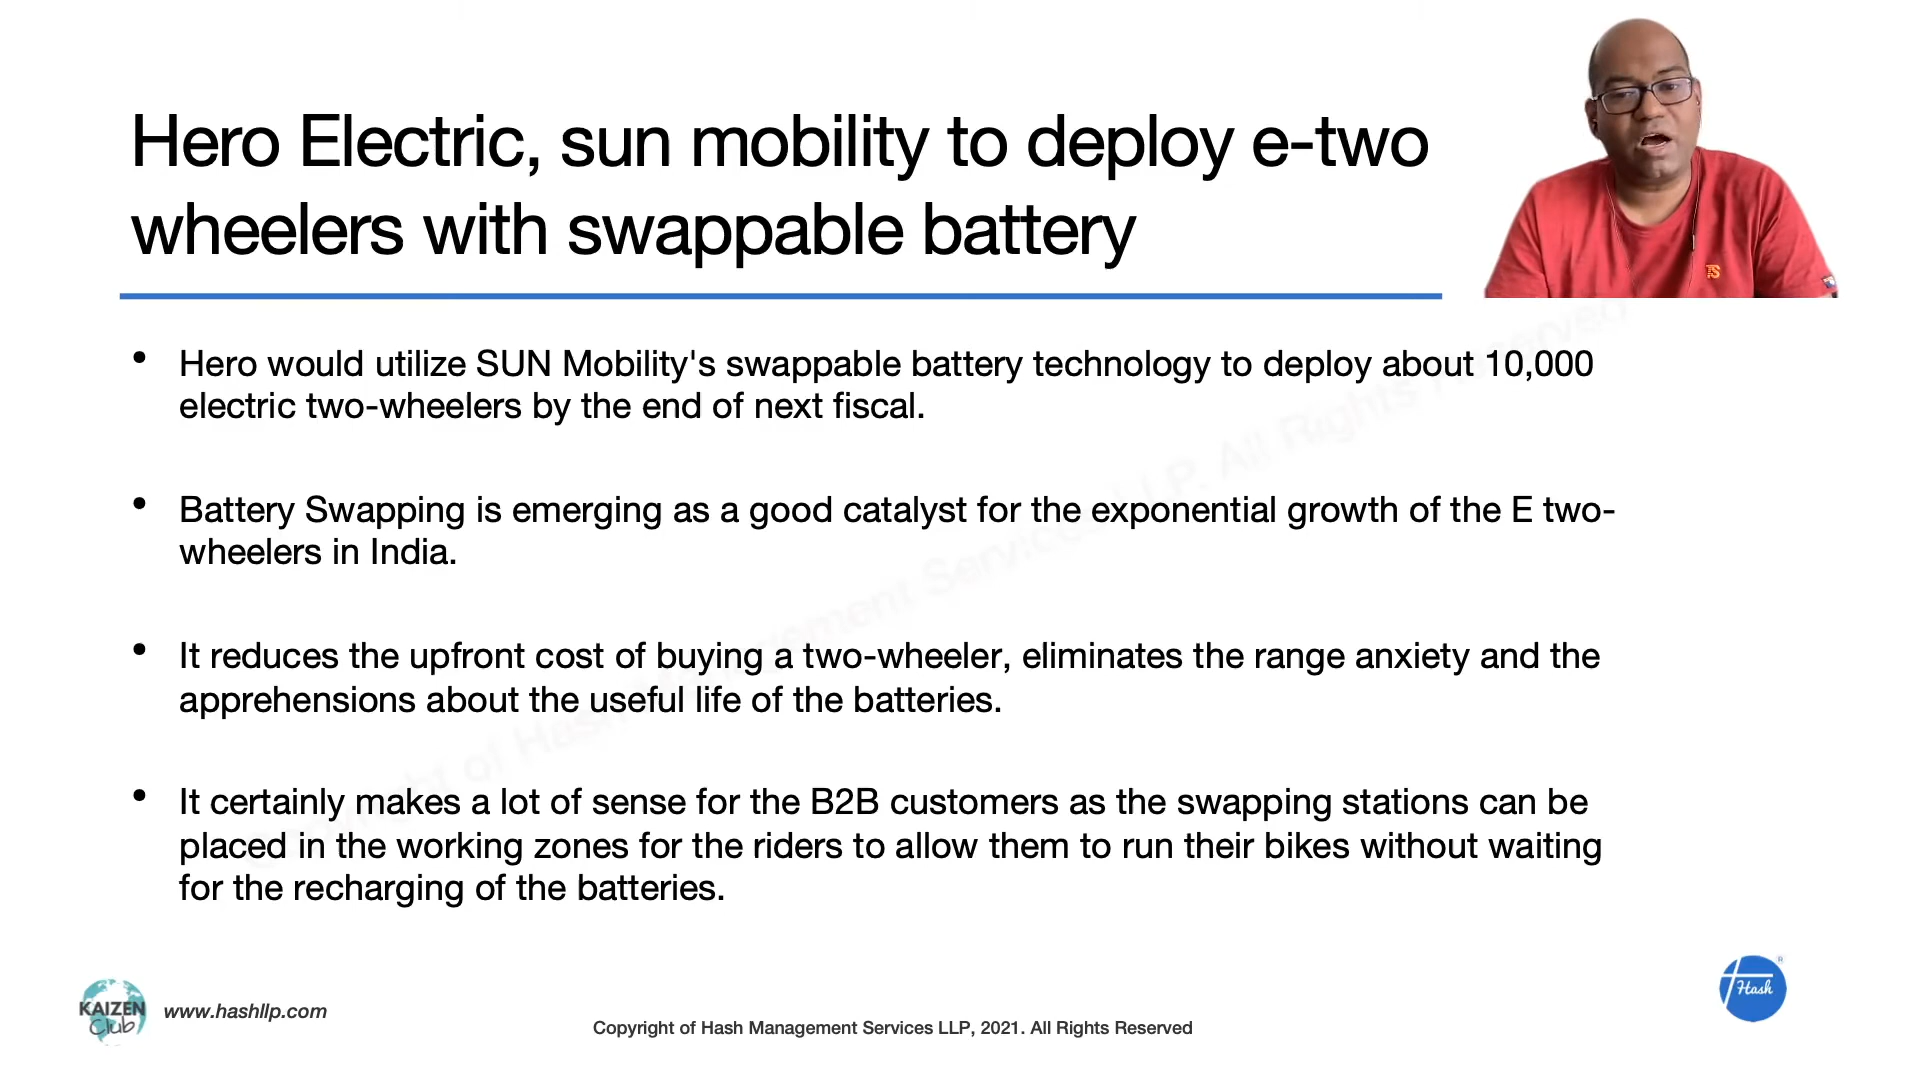 Hero Electric, sun mobility to deploy e-two
wheelers with swappable battery
• Hero would utilize SUN Mobility's swappable battery technology to deploy about 10,000
electric two-wheelers by the end of next fiscal.
• Battery Swapping is emerging as a good catalyst for the exponential growth of the E two-
wheelers in India.
• It reduces the upfront cost of buying a two-wheeler, eliminates the range anxiety and the
apprehensions about the useful life of the batteries.
• It certainly makes a lot of sense for the B2B customers as the swapping stations can be
placed in the working zones for the riders to allow them to run their bikes without waiting
for the recharging of the batteries.
KAIZEN
Club
www.hashllp.com
Copyright of Hash Management Services LLP, 2021. All Rights Reserved
Hash
®